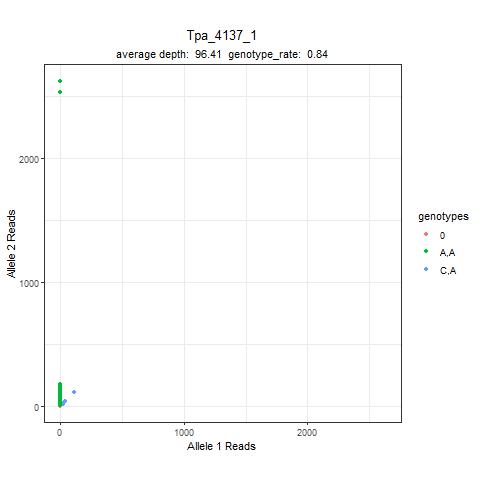 Tpa_4137_1
average depth: 96.41 genotype_rate: 0.84
2000
1000
0
Allele 2 Reads
0 1000 2000
Allele 1 Reads
genotypes
0
A,A
C,A